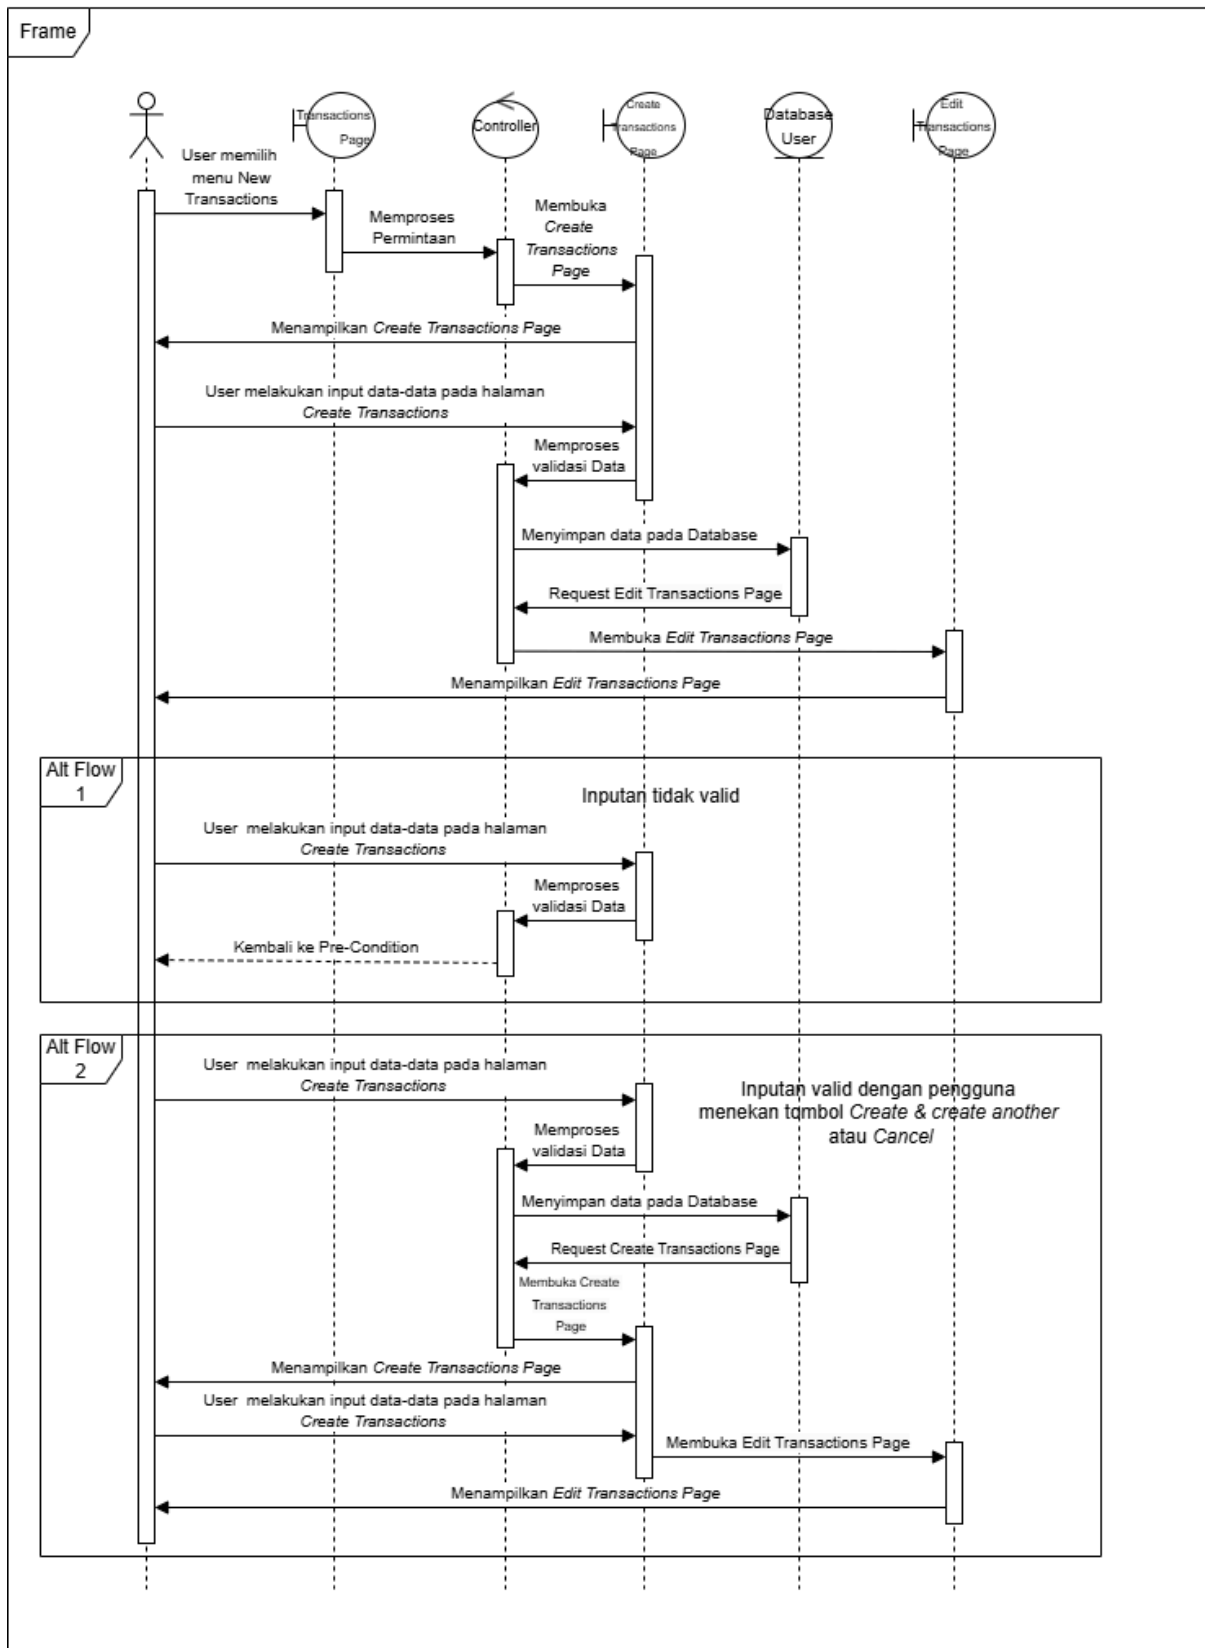 Frame
Transactions
Page
Controller
Create
Transactions
Page
Database
User
Edit
Transactions
Page
User memilih
menu New
Transactions
Memproses
Permintaan
Membuka
Create
Transactions
Page
Menampilkan Create Transactions Page
User melakukan input data-data pada halaman
Create Transactions
Memproses
validasi Data
Menyimpan data pada Database
Request Edit Transactions Page
Membuka Edit Transactions Page
Menampilkan Edit Transactions Page
Alt Flow
1
Inputan tidak valid
User melakukan input data-data pada halaman
Create Transactions
Memproses
validasi Data
Kembali ke Pre-Condition
Alt Flow
2
User melakukan input data-data pada halaman
Create Transactions
Inputan valid dengan pengguna
menekan tombol Create & create another
atau Cancel
Memproses
validasi Data
Menyimpan data pada Database
Request Create Transactions Page
Membuka Create
Transactions
Page
Menampilkan Create Transactions Page
User melakukan input data-data pada halaman
Create Transactions
Membuka Edit Transactions Page
Menampilkan Edit Transactions Page